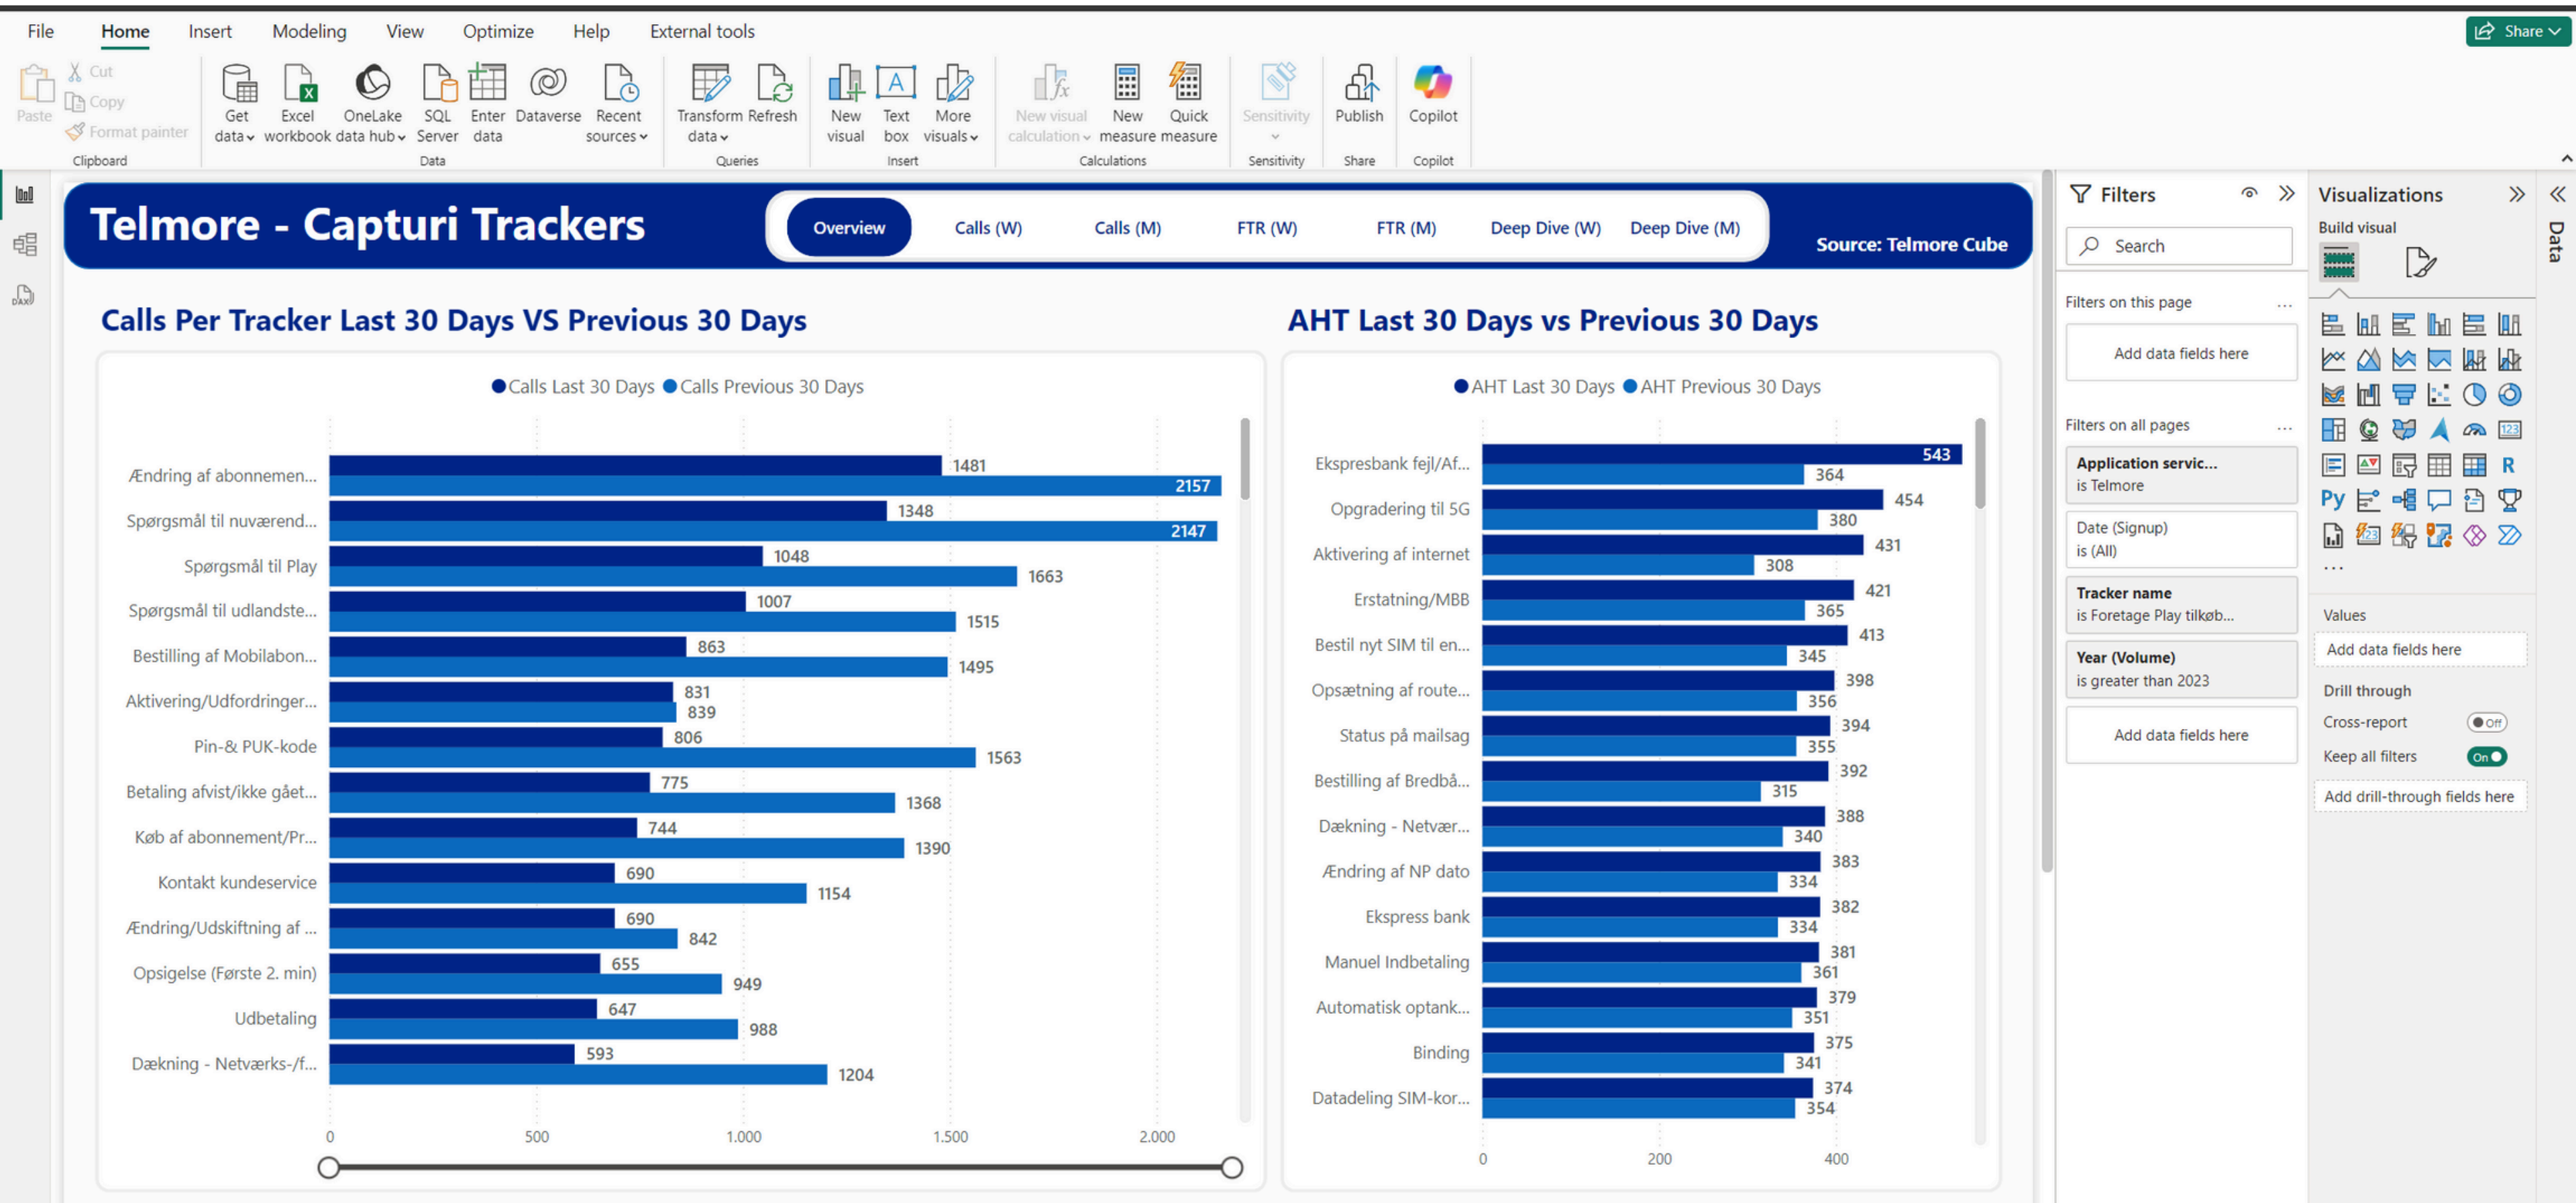 File Home Insert Modeling View Optimize Help External tools
Share
Paste
Cut
Copy
Format painter
Clipboard
Get data
Excel workbook
OneLake data hub
SQL Server
Enter data
Dataverse
Recent sources
Data
Transform data
Refresh
Queries
New visual
Text box
More visuals
Insert
New visual calculation
New measure
Quick measure
Calculations
Sensitivity
Sensitivity
Publish
Share
Copilot
Copilot
DAX
Telmore - Capturi Trackers
Overview Calls (W) Calls (M) FTR (W) FTR (M) Deep Dive (W) Deep Dive (M)
Source: Telmore Cube
Calls Per Tracker Last 30 Days VS Previous 30 Days
Calls Last 30 Days Calls Previous 30 Days
Ændring af abonnemen... 1481 2157
Spørgsmål til nuværend... 1348 2147
Spørgsmål til Play 1048 1663
Spørgsmål til udlandste... 1007 1515
Bestilling af Mobilabon... 863 1495
Aktivering/Udfordringer... 831 839
Pin-& PUK-kode 806 1563
Betaling afvist/ikke gået... 775 1368
Køb af abonnement/Pr... 744 1390
Kontakt kundeservice 690 1154
Ændring/Udskiftning af ... 690 842
Opsigelse (Første 2. min) 655 949
Udbetaling 647 988
Dækning - Netværks-/f... 593 1204
0 500 1.000 1.500 2.000
AHT Last 30 Days vs Previous 30 Days
AHT Last 30 Days AHT Previous 30 Days
Ekspresbank fejl/Af... 543 364
Opgradering til 5G 454 380
Aktivering af internet 431 308
Erstatning/MBB 421 365
Bestil nyt SIM til en... 413 345
Opsætning af route... 398 356
Status på mailsag 394 355
Bestilling af Bredbå... 392 315
Dækning - Netvær... 388 340
Ændring af NP dato 383 334
Ekspress bank 382 334
Manuel Indbetaling 381 361
Automatisk optank... 379 351
Binding 375 341
Datadeling SIM-kor... 374 354
0 200 400
Filters
Search
Filters on this page ...
Add data fields here
Filters on all pages ...
Application servic...
is Telmore
Date (Signup)
is (All)
Tracker name
is Foretage Play tilkøb...
Year (Volume)
is greater than 2023
Add data fields here
Visualizations
Build visual
123
R
Py
123
...
Values
Add data fields here
Drill through
Cross-report Off
Keep all filters On
Add drill-through fields here
Data